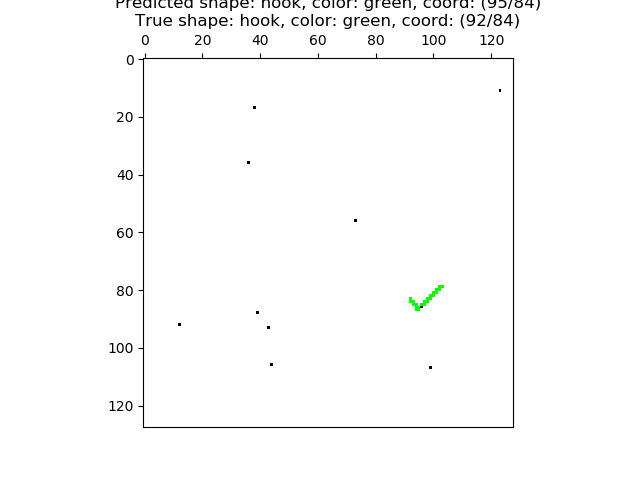 Predicted shape: hook, color: green, coord: (95/84)
True shape: hook, color: green, coord: (92/84)
0 20 40 60 80 100 120
0
20
40
60
80
100
120